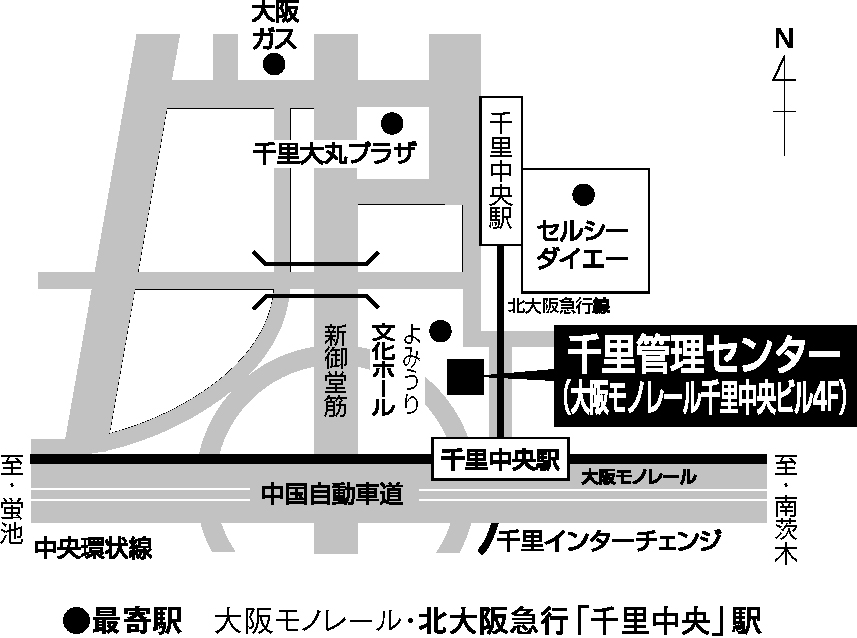 大阪
ガス
N
千里大丸プラザ
千里中央駅
セルシー
ダイエー
北大阪急行線
新御堂筋
よみうり
文化ホール
千里管理センター
(大阪モノレール千里中央ビル4F)
千里中央駅
大阪モノレール
至・蛍池
至・南茨木
中国自動車道
中央環状線
千里インターチェンジ
●最寄駅 大阪モノレール・北大阪急行「千里中央」駅